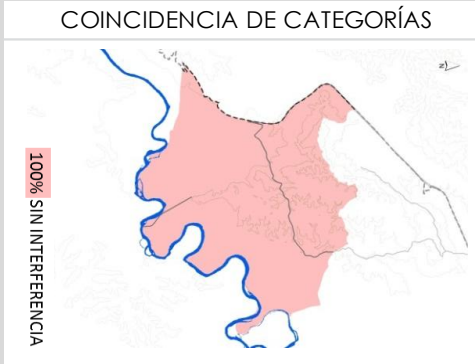 COINCIDENCIA DE CATEGORÍAS
N
100% SIN INTERFERENCIA